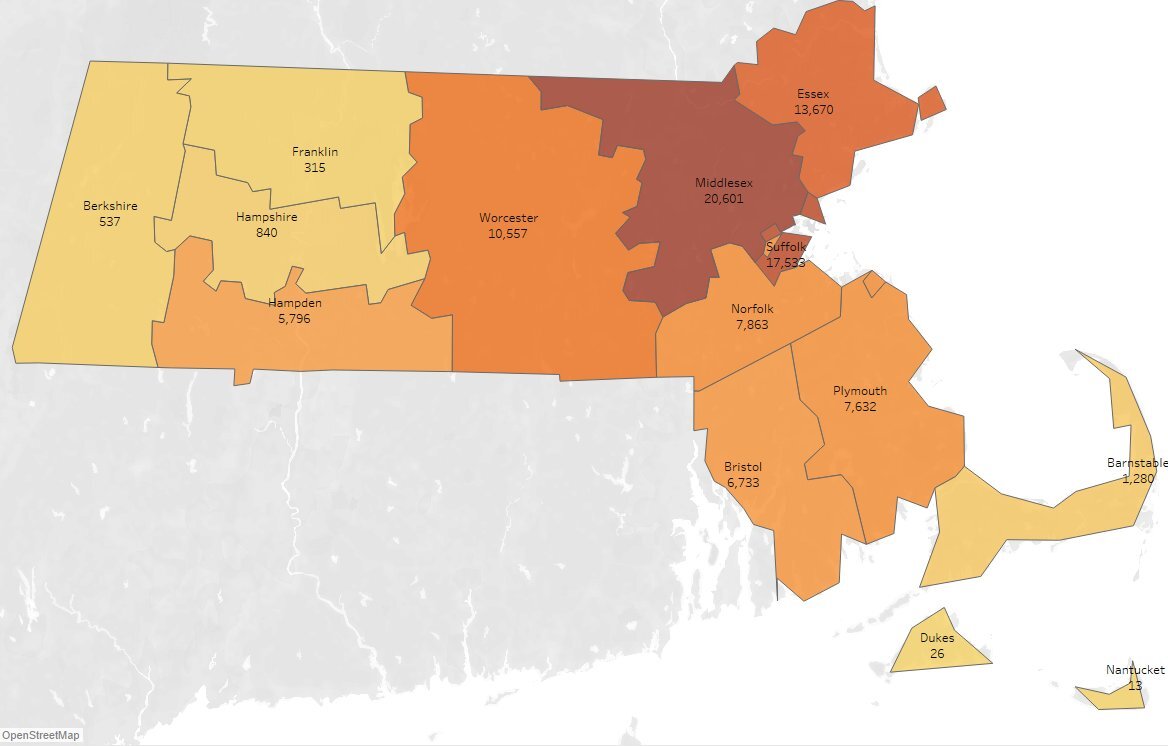 Essex
13,670
Franklin
315
Middlesex
20,601
Berkshire
537
Hampshire
840
Worcester
10,557
Suffolk
17,533
Hampden
5,796
Norfolk
7,863
Plymouth
7,632
Bristol
6,733
Barnstable
1,280
Dukes
26
Nantucket
13
OpenStreetMap